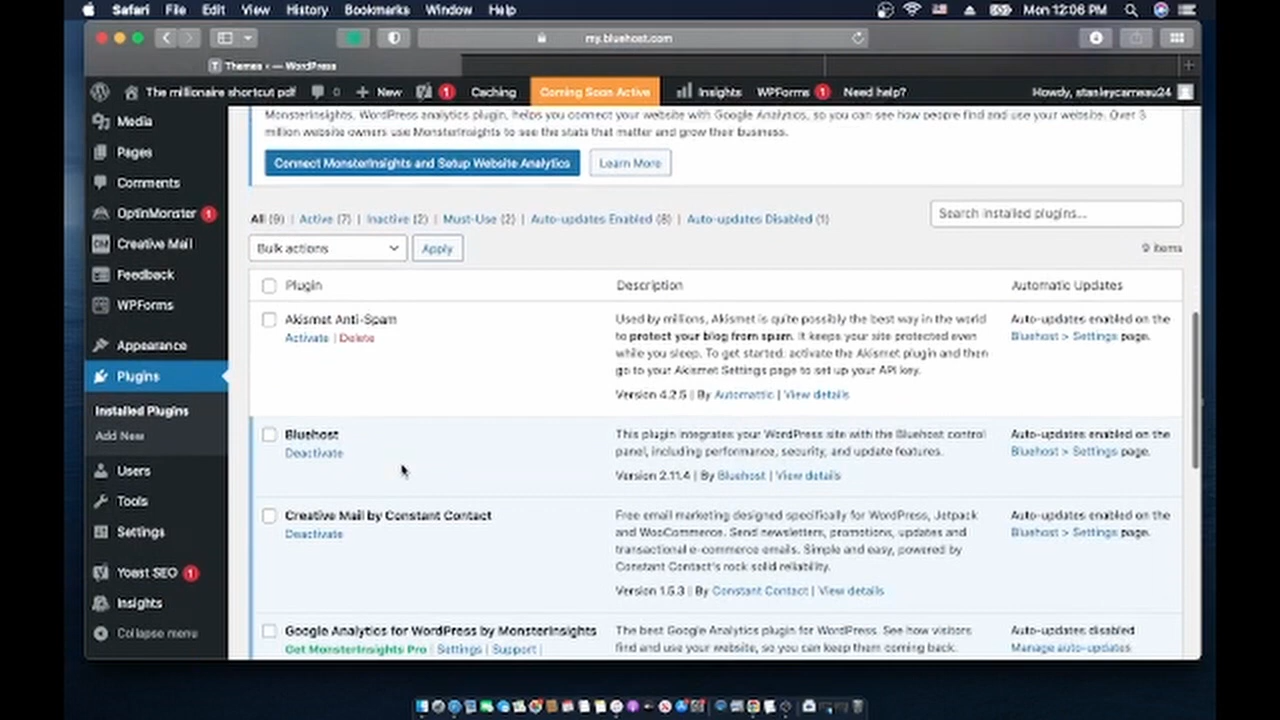 Safari File Edit View History Bookmarks Window Help Mon 12:06 PM
my.bluehost.com
Themes ‹ — WordPress
The millionaire shortcut pdf 0 New 1 Caching Coming Soon Active Insights WPForms 1 Need help? Howdy, stanleycarneau24
Media
Pages
Comments
OptinMonster 1
Creative Mail
Feedback
WPForms
Appearance
Plugins
Installed Plugins
Add New
Users
Tools
Settings
Yoast SEO 1
Insights
Collapse menu
MonsterInsights, WordPress analytics plugin, helps you connect your website with Google Analytics, so you can see how people find and use your website. Over 3
million website owners use MonsterInsights to see the stats that matter and grow their business.
Connect MonsterInsights and Setup Website Analytics Learn More
All (9) | Active (7) | Inactive (2) | Must-Use (2) | Auto-updates Enabled (8) | Auto-updates Disabled (1)
Search installed plugins...
Bulk actions Apply
9 items
Plugin Description Automatic Updates
Akismet Anti-Spam
Activate | Delete
Used by millions, Akismet is quite possibly the best way in the world
to protect your blog from spam. It keeps your site protected even
while you sleep. To get started: activate the Akismet plugin and then
go to your Akismet Settings page to set up your API key.
Version 4.2.5 | By Automattic | View details
Auto-updates enabled on the
Bluehost > Settings page.
Bluehost
Deactivate
This plugin integrates your WordPress site with the Bluehost control
panel, including performance, security, and update features.
Version 2.11.4 | By Bluehost | View details
Auto-updates enabled on the
Bluehost > Settings page.
Creative Mail by Constant Contact
Deactivate
Free email marketing designed specifically for WordPress, Jetpack
and WooCommerce. Send newsletters, promotions, updates and
transactional e-commerce emails. Simple and easy, powered by
Constant Contact's rock solid reliability.
Version 1.5.3 | By Constant Contact | View details
Auto-updates enabled on the
Bluehost > Settings page.
Google Analytics for WordPress by MonsterInsights
Get MonsterInsights Pro | Settings | Support |
The best Google Analytics plugin for WordPress. See how visitors
find and use your website, so you can keep them coming back.
Auto-updates disabled
Manage auto-updates